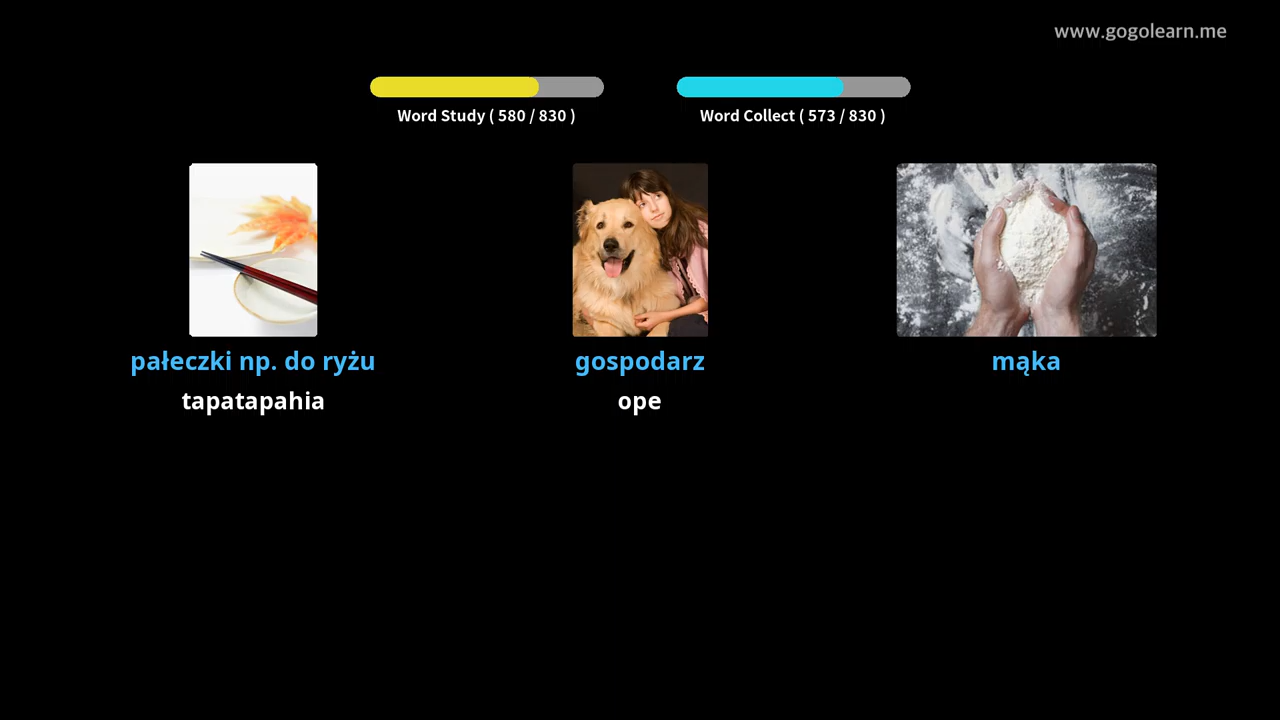 www.gogolearn.me
Word Study ( 580 / 830 )
Word Collect ( 573 / 830 )
pałeczki np. do ryżu
tapatapahia
gospodarz
ope
mąka